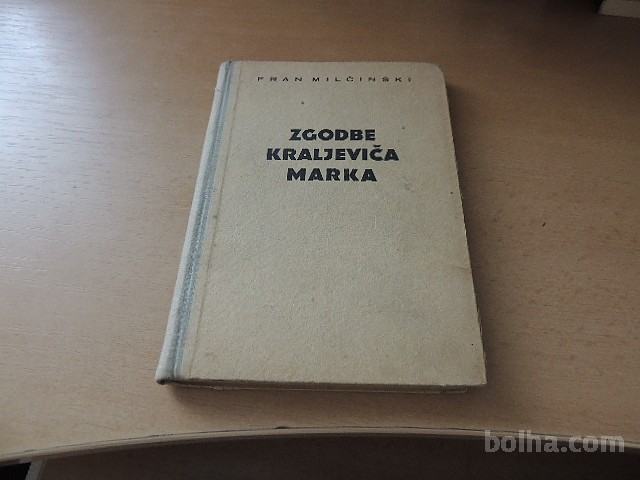 FRAN MILČINSKI
ZGODBE
KRALJEVIČA
MARKA
bolha.com